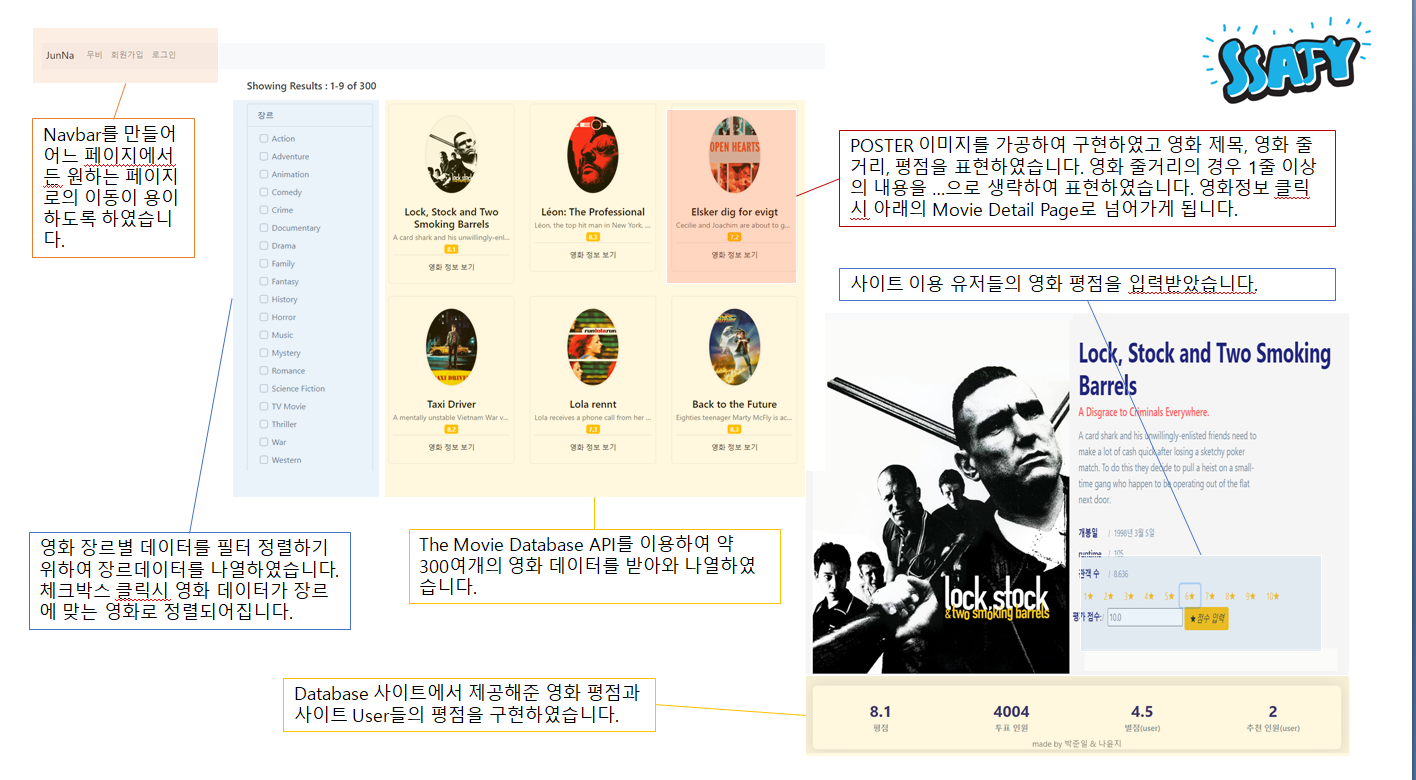 SSAFY
JunNa 무비 회원가입 로그인
Showing Results : 1-9 of 300
Navbar를 만들어
어느 페이지에서
든 원하는 페이지
로의 이동이 용이
하도록 하였습니
다.
장르
Action
Adventure
Animation
Comedy
Crime
Documentary
Drama
Family
Fantasy
History
Horror
Music
Mystery
Romance
Science Fiction
TV Movie
Thriller
War
Western
lock, stock
Lock, Stock and Two
Smoking Barrels
A card shark and his unwillingly-enl...
8.1
영화 정보 보기
Léon: The Professional
Léon, the top hit man in New York, ...
8.3
영화 정보 보기
OPEN HEARTS
Elsker dig for evigt
Cecilie and Joachim are about to g...
7.2
영화 정보 보기
TAXI DRIVER
Taxi Driver
A mentally unstable Vietnam War v...
8.2
영화 정보 보기
run lola run
Lola rennt
Lola receives a phone call from her ...
7.3
영화 정보 보기
Back to the Future
Eighties teenager Marty McFly is ac...
8.3
영화 정보 보기
POSTER 이미지를 가공하여 구현하였고 영화 제목, 영화 줄
거리, 평점을 표현하였습니다. 영화 줄거리의 경우 1줄 이상
의 내용을 …으로 생략하여 표현하였습니다. 영화정보 클릭
시 아래의 Movie Detail Page로 넘어가게 됩니다.
사이트 이용 유저들의 영화 평점을 입력받았습니다.
lock, stock
& two smoking barrels
Lock, Stock and Two Smoking
Barrels
A Disgrace to Criminals Everywhere.
A card shark and his unwillingly-enlisted friends need to
make a lot of cash quick after losing a sketchy poker
match. To do this they decide to pull a heist on a small-
time gang who happen to be operating out of the flat
next door.
개봉일 / 1998년 3월 5일
runtime / 105
관객 수 / 8.636
1★ 2★ 3★ 4★ 5★ 6★ 7★ 8★ 9★ 10★
평가 점수: / 10.0 ★점수 입력
영화 장르별 데이터를 필터 정렬하기
위하여 장르데이터를 나열하였습니다.
체크박스 클릭시 영화 데이터가 장르
에 맞는 영화로 정렬되어집니다.
The Movie Database API를 이용하여 약
300여개의 영화 데이터를 받아와 나열하였
습니다.
Database 사이트에서 제공해준 영화 평점과
사이트 User들의 평점을 구현하였습니다.
8.1 4004 4.5 2
평점 투표 인원 별점(user) 추천 인원(user)
made by 박준일 & 나윤지